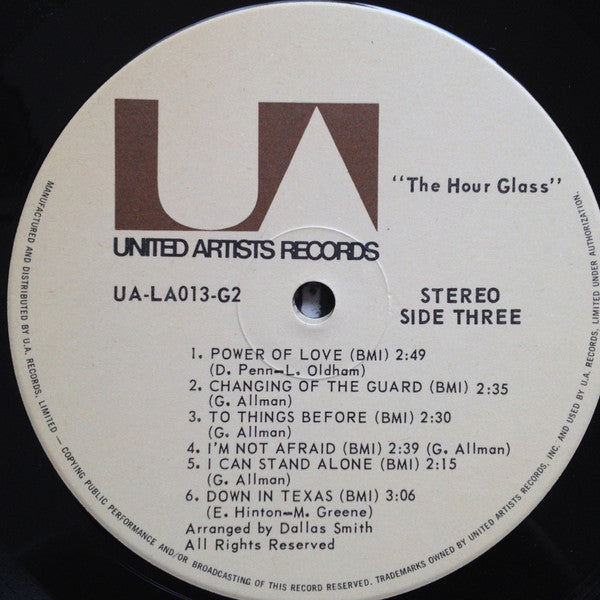 UA
UNITED ARTISTS RECORDS
"The Hour Glass"
UA-LA013-G2
STEREO
SIDE THREE
1. POWER OF LOVE (BMI) 2:49
(D. Penn—L. Oldham)
2. CHANGING OF THE GUARD (BMI) 2:35
(G. Allman)
3. TO THINGS BEFORE (BMI) 2:30
(G. Allman)
4. I'M NOT AFRAID (BMI) 2:39 (G. Allman)
5. I CAN STAND ALONE (BMI) 2:15
(G. Allman)
6. DOWN IN TEXAS (BMI) 3:06
(E. Hinton—M. Greene)
Arranged by Dallas Smith
All Rights Reserved
MANUFACTURED AND DISTRIBUTED BY U.A. RECORDS, LIMITED — COPYING PUBLIC PERFORMANCE AND/OR BROADCASTING OF THIS RECORD RESERVED. TRADEMARKS OWNED BY UNITED ARTISTS RECORDS, INC. AND USED BY U.A. RECORDS, LIMITED UNDER AUTHORIZATION.